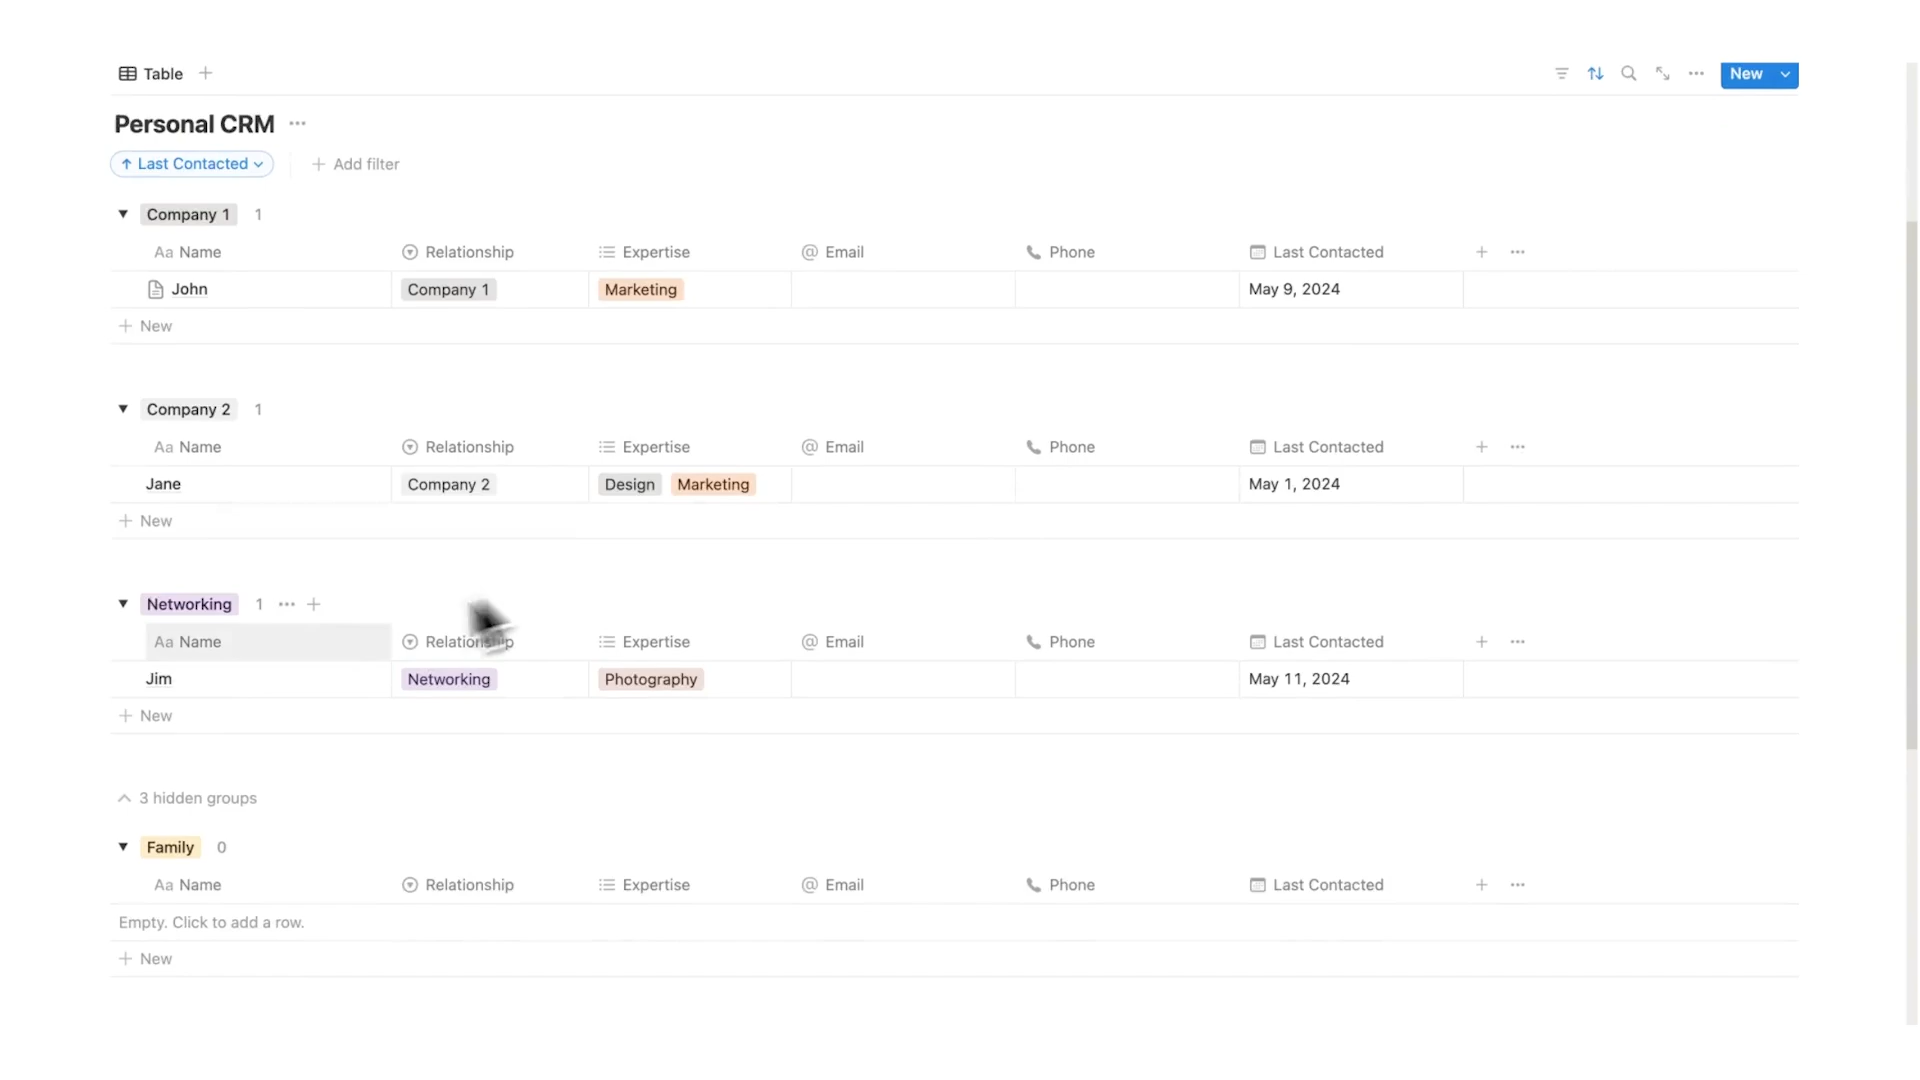 Table
New
Personal CRM
Last Contacted
Add filter
Company 1 1
Aa Name Relationship Expertise @ Email Phone Last Contacted
John Company 1 Marketing May 9, 2024
New
Company 2 1
Aa Name Relationship Expertise @ Email Phone Last Contacted
Jane Company 2 Design Marketing May 1, 2024
New
Networking 1
Aa Name Relationship Expertise @ Email Phone Last Contacted
Jim Networking Photography May 11, 2024
New
3 hidden groups
Family 0
Aa Name Relationship Expertise @ Email Phone Last Contacted
Empty. Click to add a row.
New